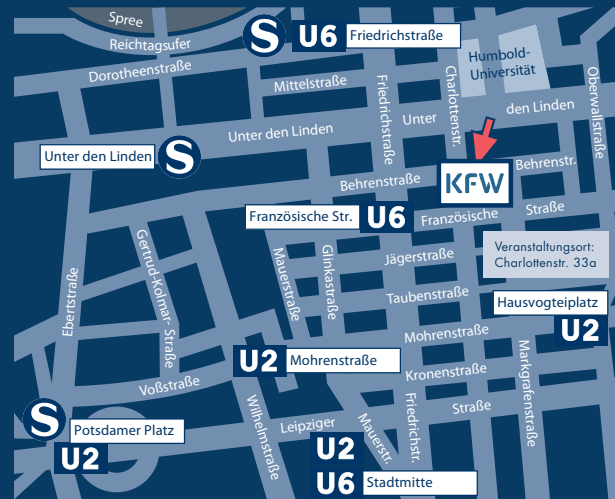 Spree
Reichtagsufer
S U6 Friedrichstraße
Dorotheenstraße
Mittelstraße
Friedrichstraße
Charlottenstr.
Humbold-
Universität
Oberwallstraße
Unter den Linden
Unter
den Linden
Unter den Linden S
Behrenstraße
KFW
Behrenstr.
Französische Str. U6
Französische
Straße
Veranstaltungsort:
Charlottenstr. 33a
Ebertstraße
Gertrud-Kolmar-Straße
Mauerstraße
Glinkastraße
Jägerstraße
Taubenstraße
Hausvogteiplatz
U2
Mohrenstraße
U2 Mohrenstraße
Kronenstraße
Markgrafenstraße
Voßstraße
Wilhelmstraße
Leipziger
Mauerstr.
Friedrichstr.
Straße
S Potsdamer Platz
U2
U2
U6 Stadtmitte